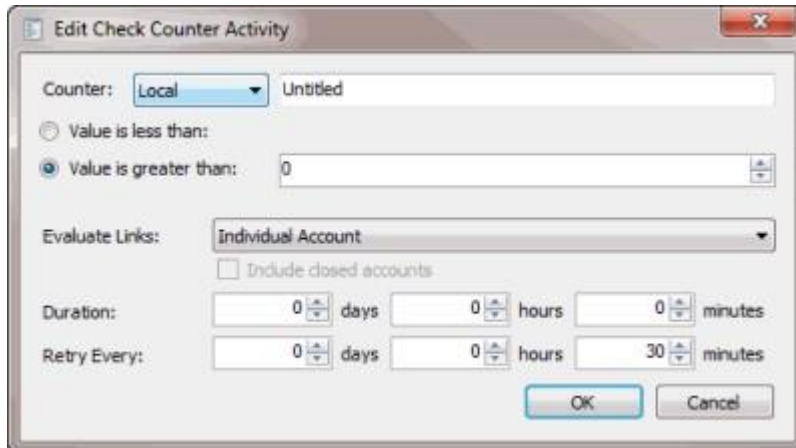 Edit Check Counter Activity
Counter: Local Untitled
Value is less than:
Value is greater than: 0
Evaluate Links: Individual Account
Include closed accounts
Duration: 0 days 0 hours 0 minutes
Retry Every: 0 days 0 hours 30 minutes
OK Cancel